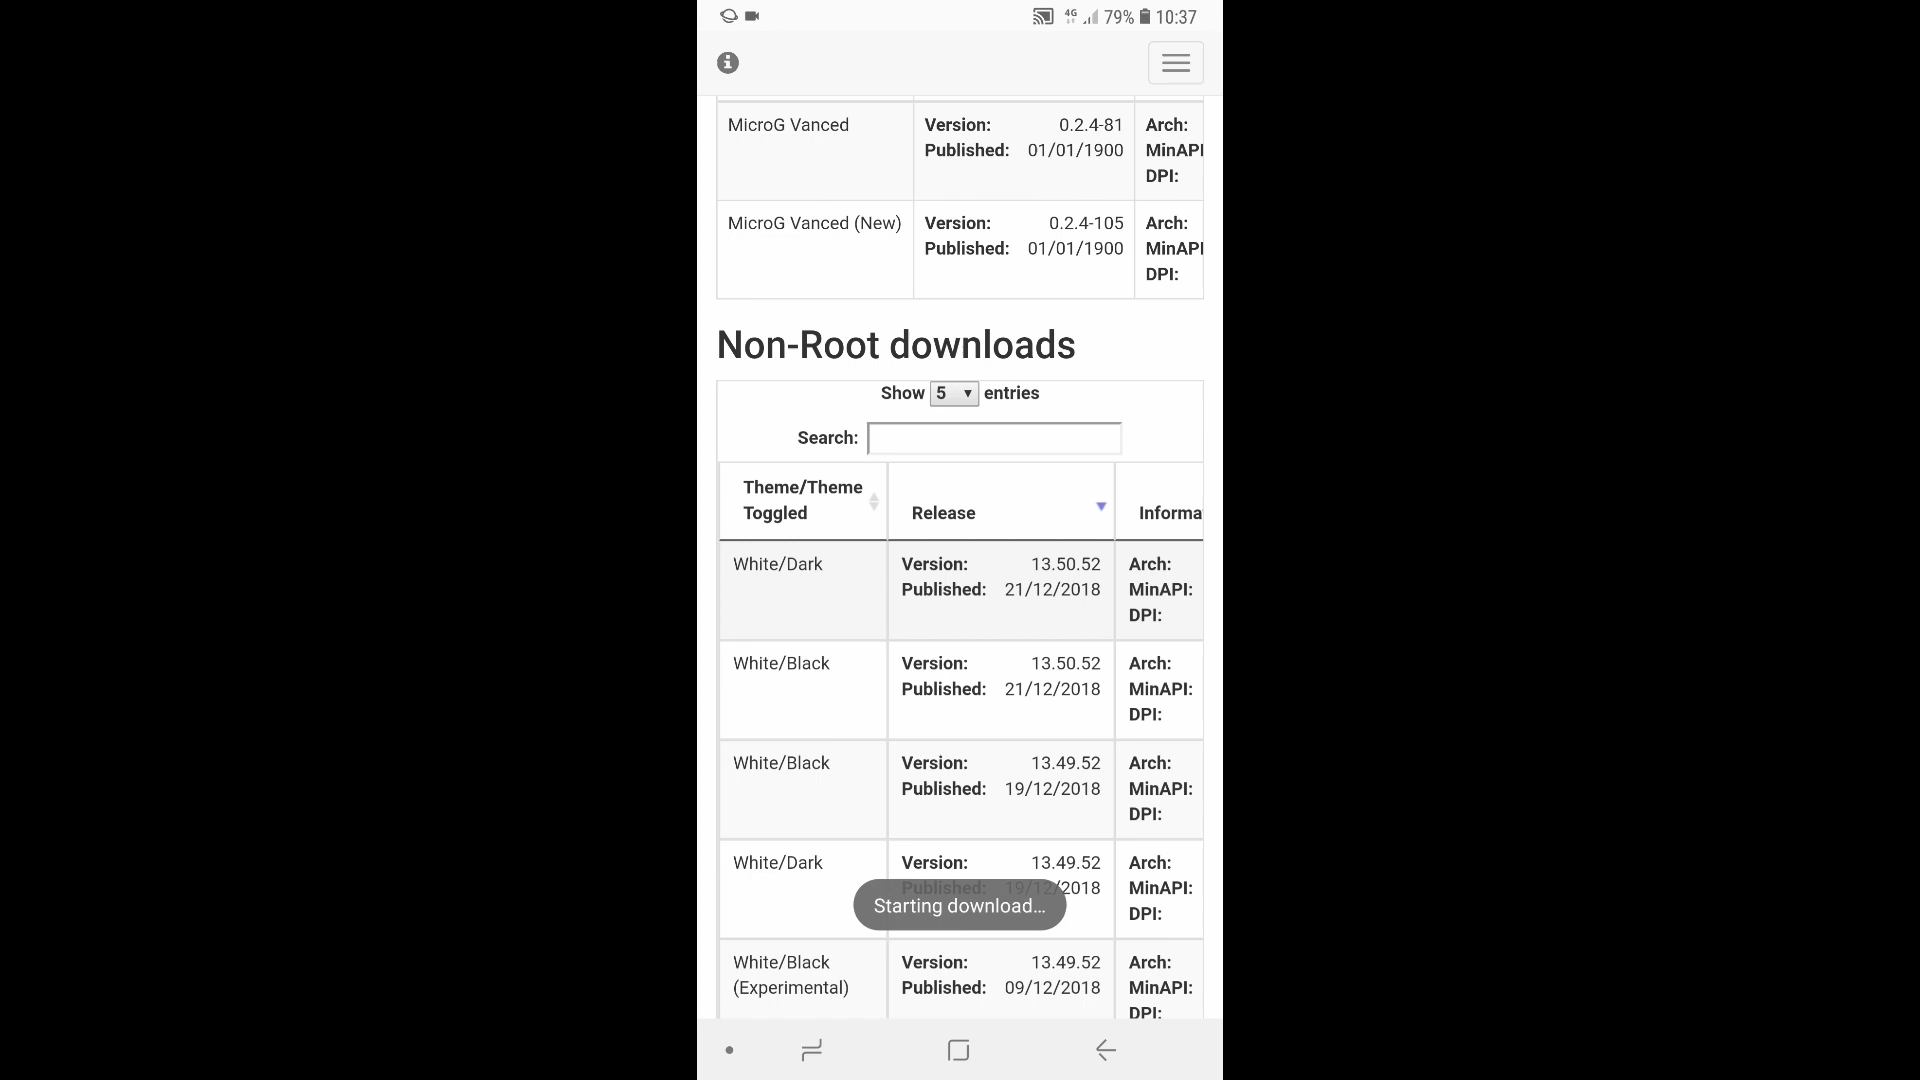 4G 79% 10:37
MicroG Vanced Version: 0.2.4-81 Arch:
Published: 01/01/1900 MinAPI
DPI:
MicroG Vanced (New) Version: 0.2.4-105 Arch:
Published: 01/01/1900 MinAPI
DPI:
Non-Root downloads
Show 5 entries
Search:
Theme/Theme
Toggled Release Informa
White/Dark Version: 13.50.52 Arch:
Published: 21/12/2018 MinAPI:
DPI:
White/Black Version: 13.50.52 Arch:
Published: 21/12/2018 MinAPI:
DPI:
White/Black Version: 13.49.52 Arch:
Published: 19/12/2018 MinAPI:
DPI:
White/Dark Version: 13.49.52 Arch:
Published: 19/12/2018 MinAPI:
Starting download... DPI:
White/Black Version: 13.49.52 Arch:
(Experimental) Published: 09/12/2018 MinAPI:
DPI: